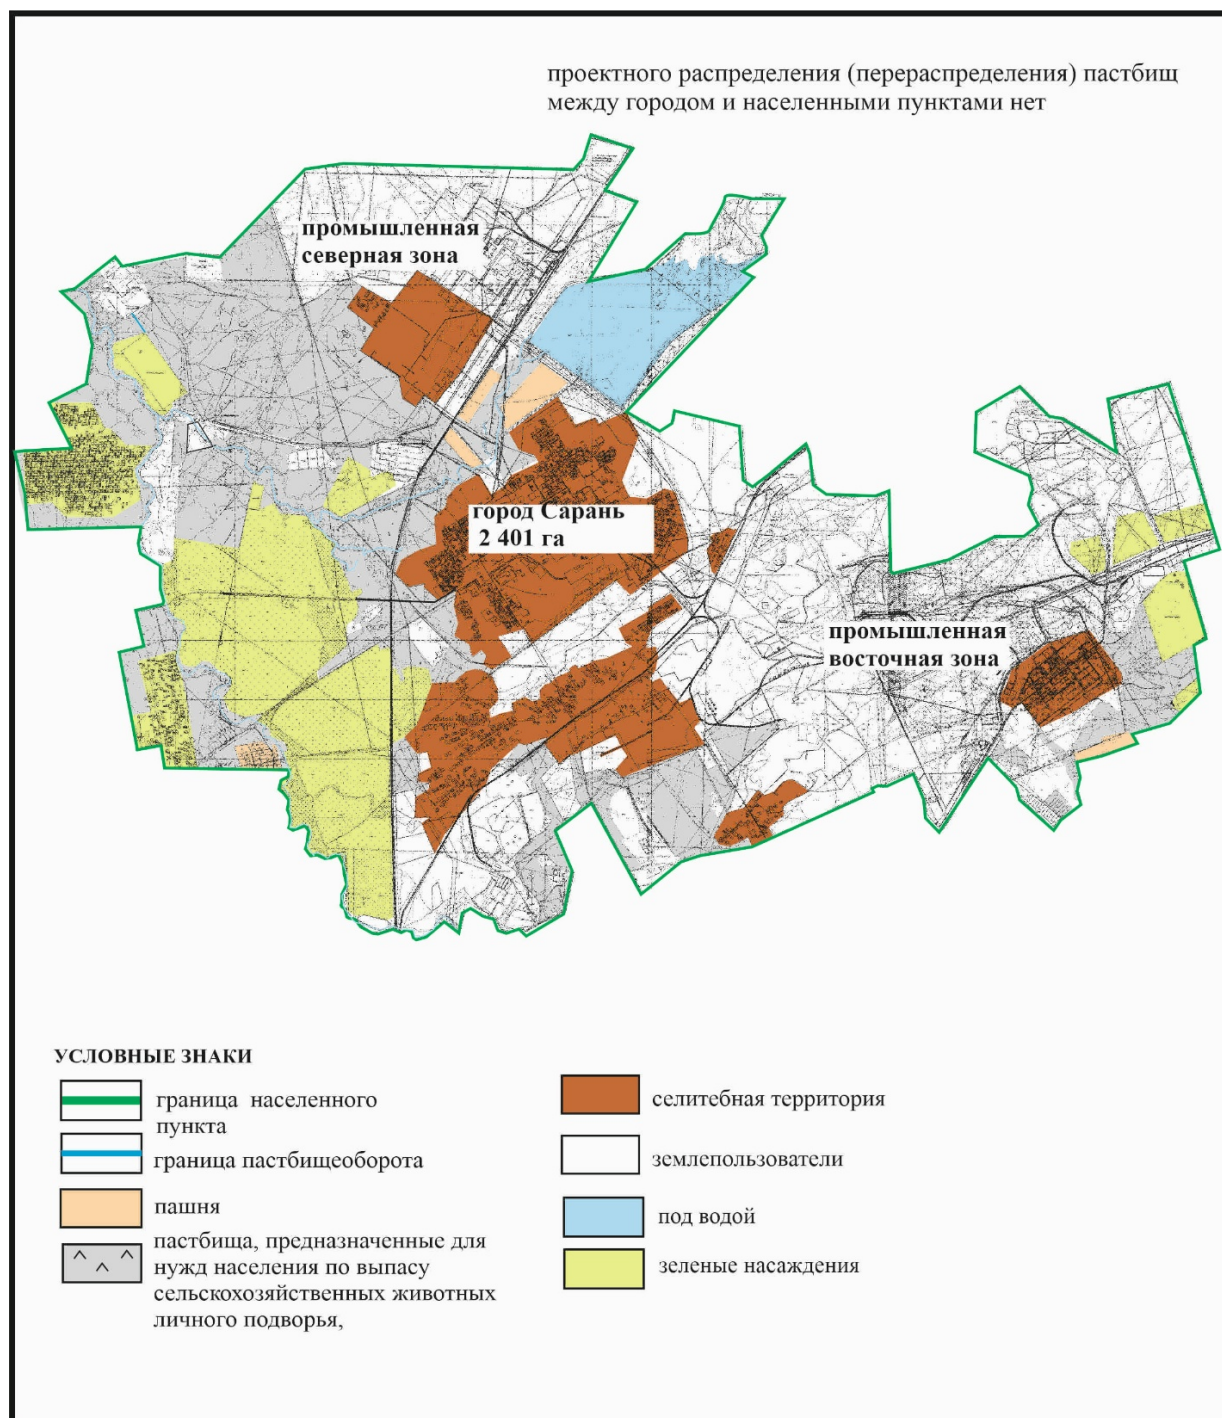 проектного распределения (перераспределения) пастбищ
между городом и населенными пунктами нет
промышленная
северная зона
город Сарань
2 401 га
промышленная
восточная зона
УСЛОВНЫЕ ЗНАКИ
граница населенного
пункта
граница пастбищеоборота
пашня
пастбища, предназначенные для
нужд населения по выпасу
сельскохозяйственных животных
личного подворья,
селитебная территория
землепользователи
под водой
зеленые насаждения